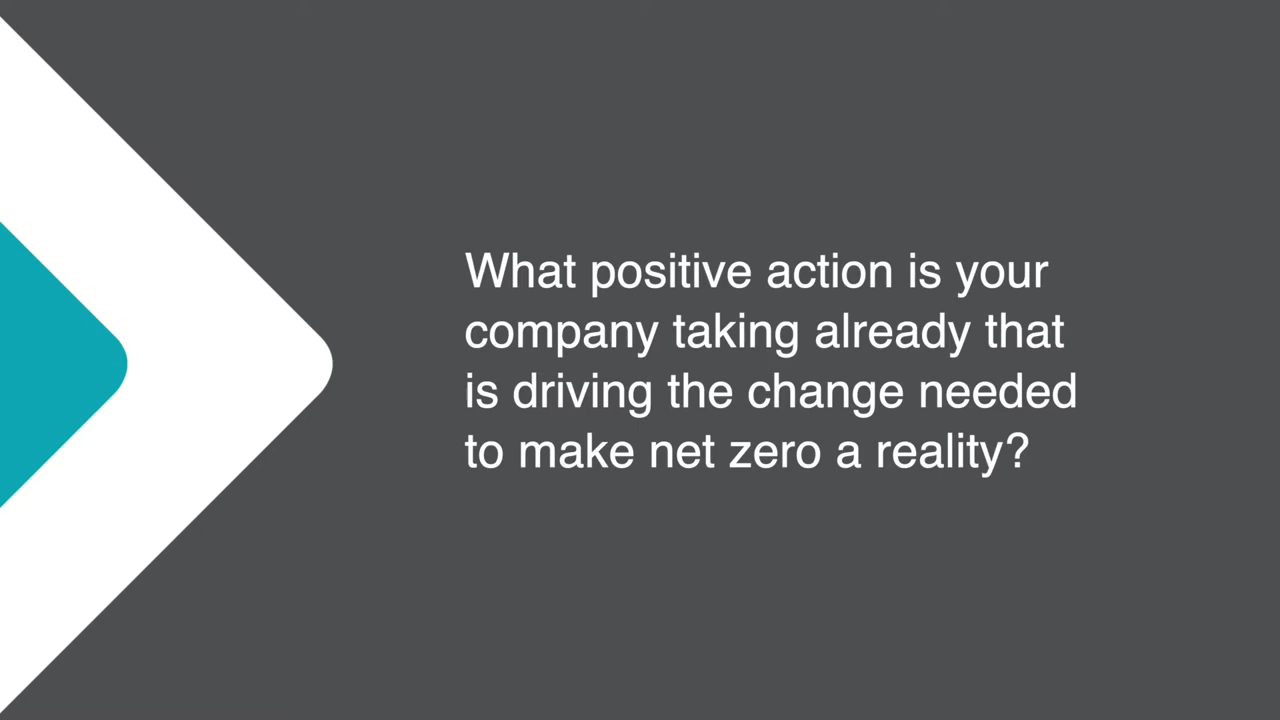 What positive action is your
company taking already that
is driving the change needed
to make net zero a reality?